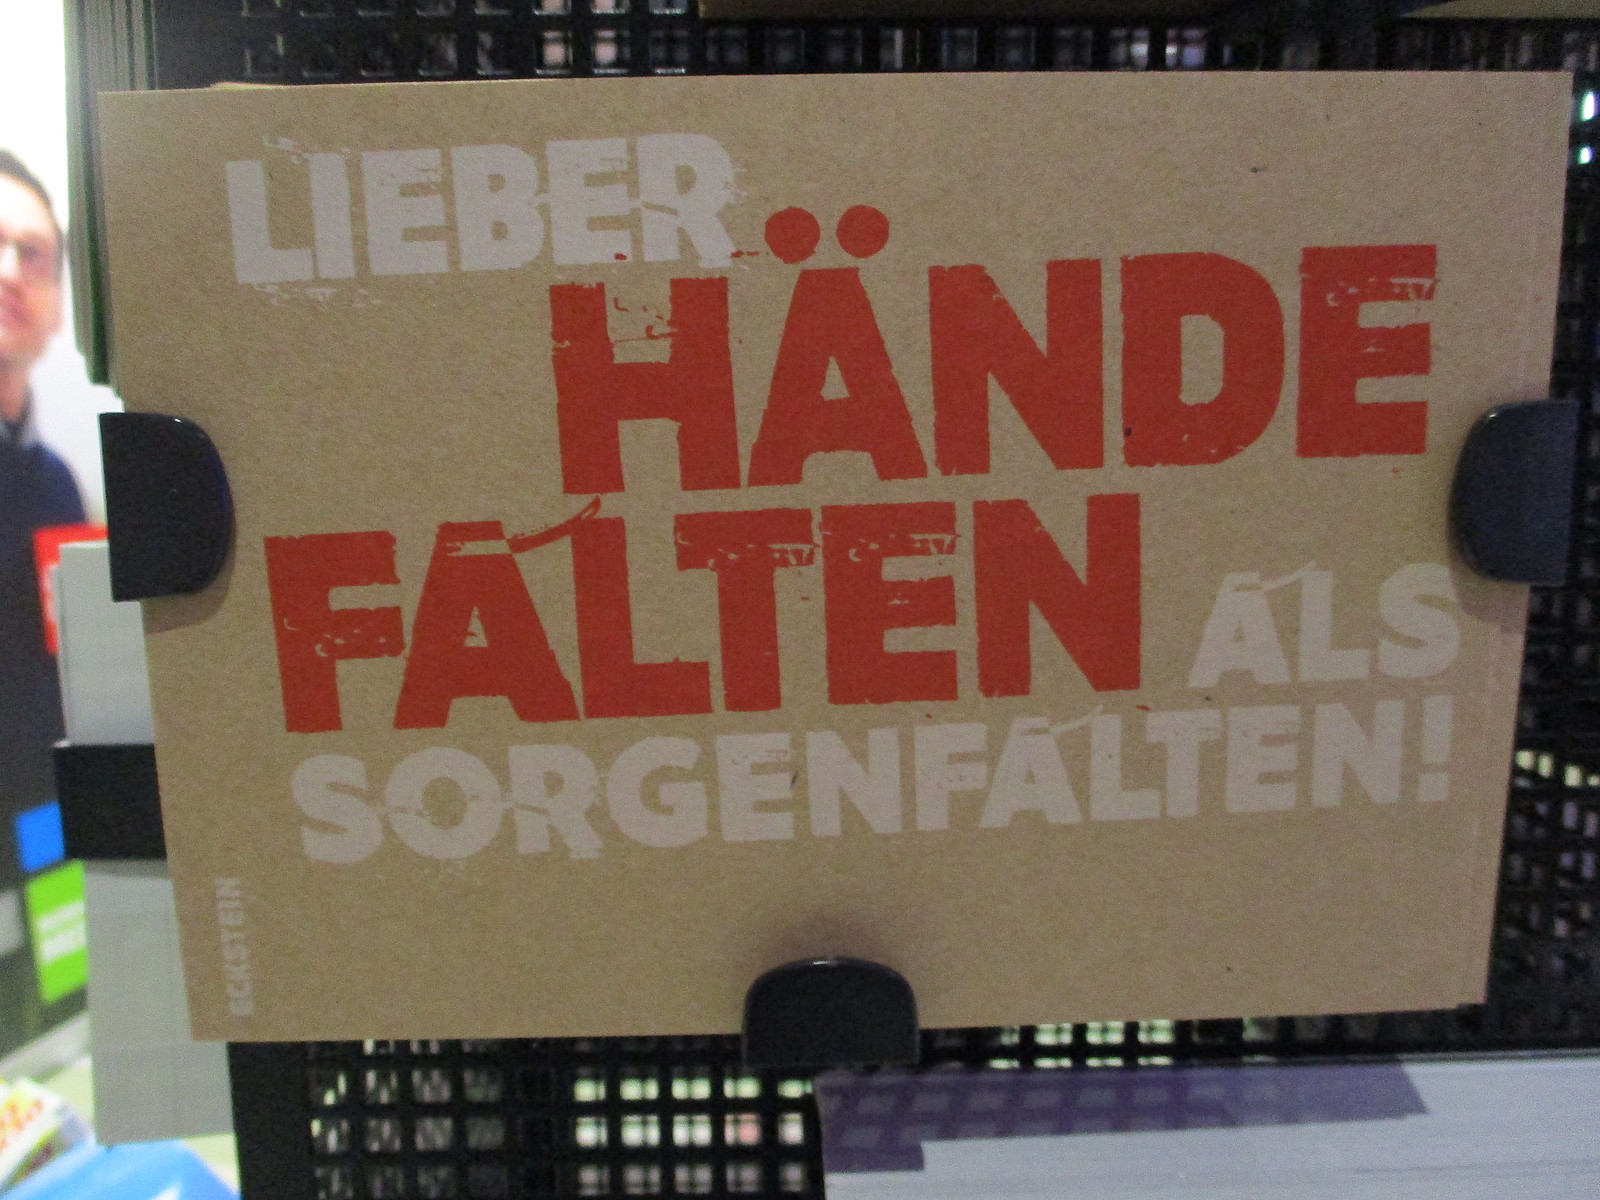 LIEBER
HÄNDE
FALTEN ALS
SORGENFALTEN!
ECKSTEIN